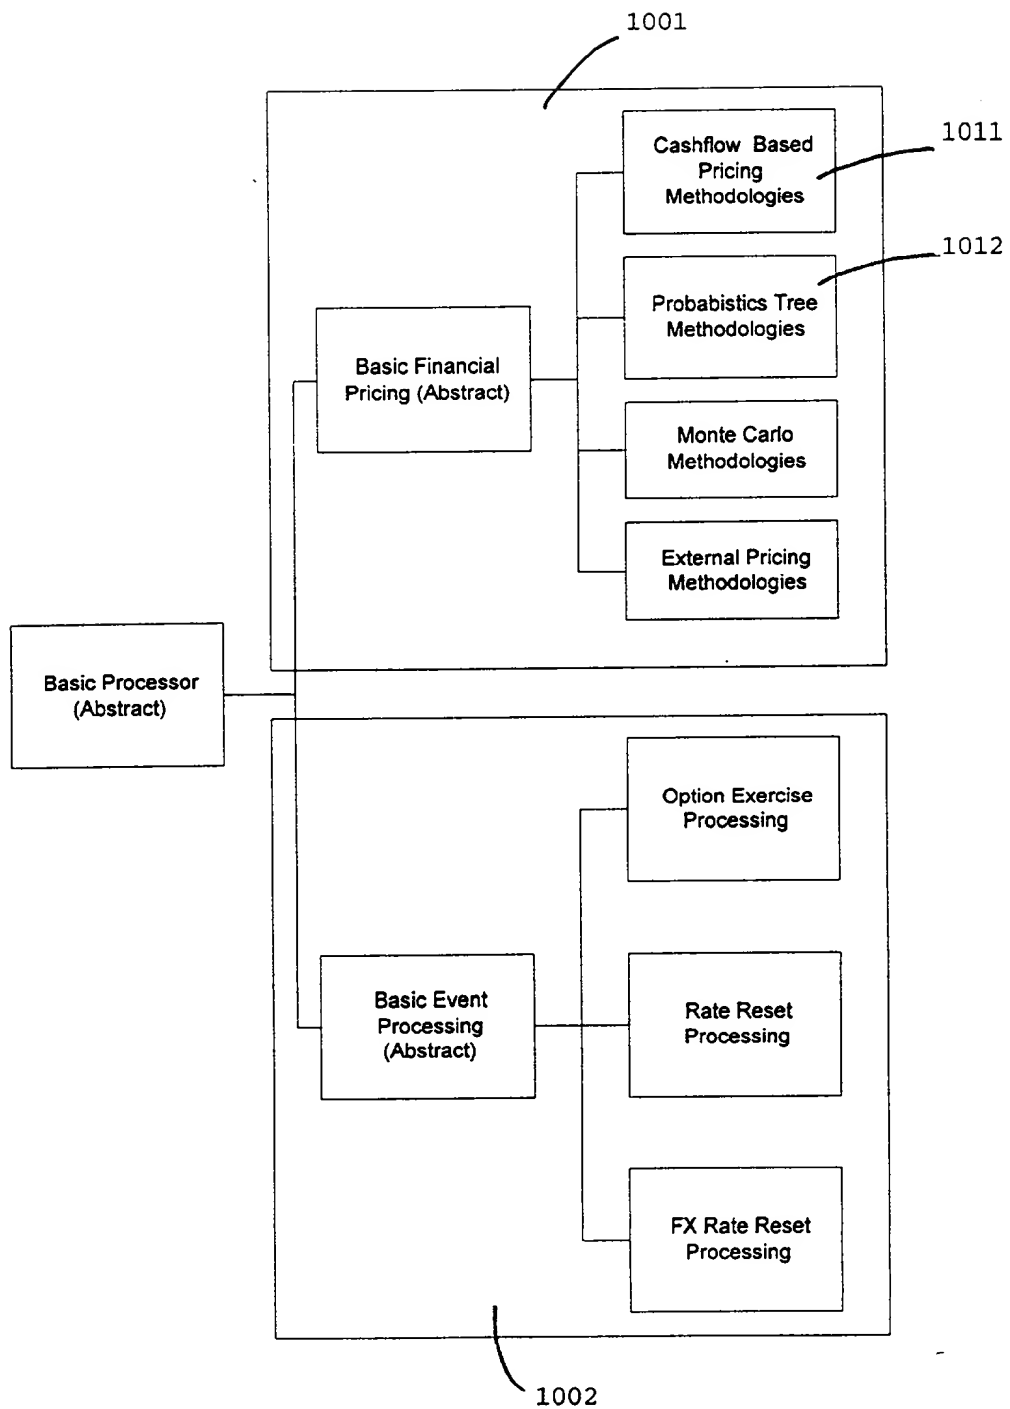 1001
Cashflow Based
Pricing
Methodologies
1011
1012
Probabistics Tree
Methodologies
Basic Financial
Pricing (Abstract)
Monte Carlo
Methodologies
External Pricing
Methodologies
Basic Processor
(Abstract)
Option Exercise
Processing
Basic Event
Processing
(Abstract)
Rate Reset
Processing
FX Rate Reset
Processing
1002